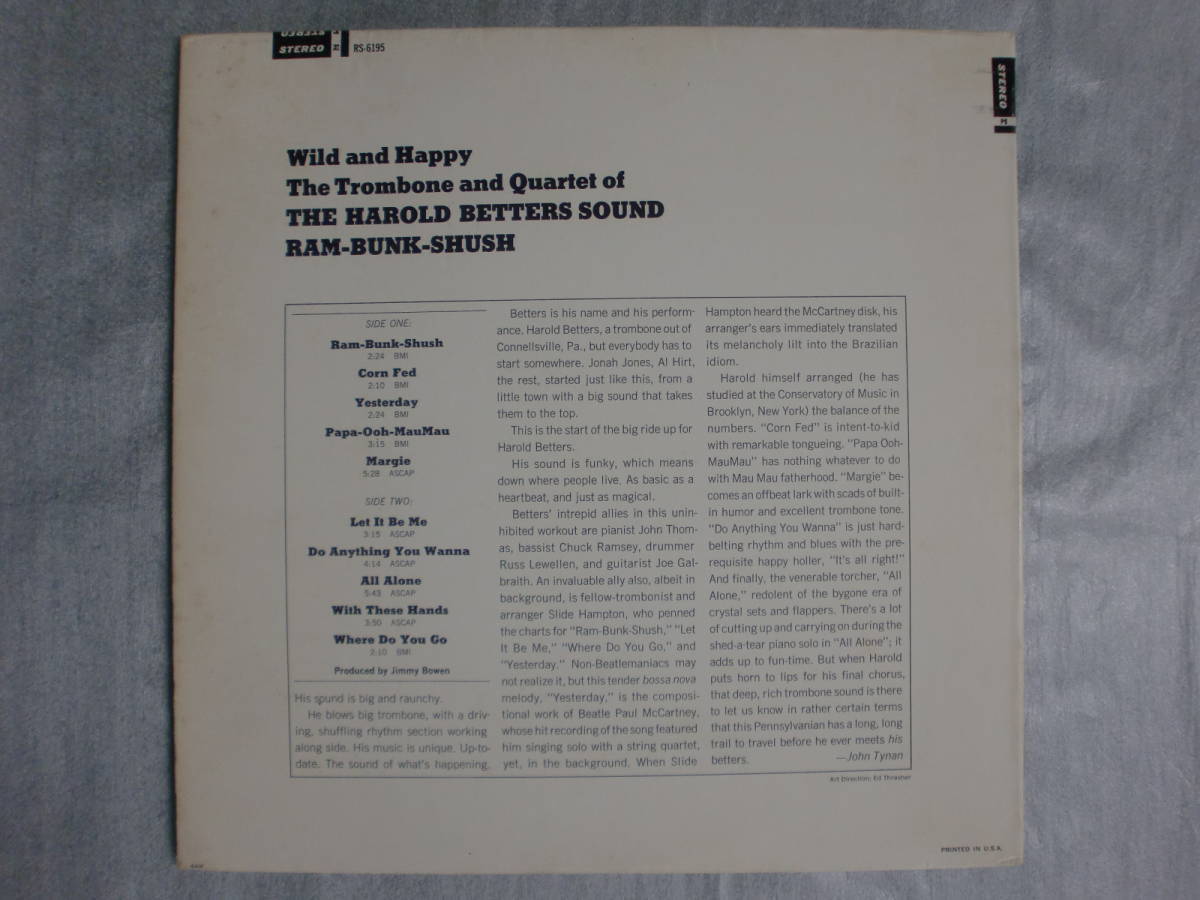 STEREO
STEREO
RS-6195
STEREO
Wild and Happy
The Trombone and Quartet of
THE HAROLD BETTERS SOUND
RAM-BUNK-SHUSH
SIDE ONE:
Ram-Bunk-Shush
2:24 BMI
Corn Fed
2:10 BMI
Yesterday
2:24 BMI
Papa-Ooh-MauMau
3:15 BMI
Margie
5:28 ASCAP
SIDE TWO:
Let It Be Me
3:15 ASCAP
Do Anything You Wanna
4:14 ASCAP
All Alone
5:43 ASCAP
With These Hands
3:50 ASCAP
Where Do You Go
2:10 BMI
Produced by Jimmy Bowen
His sound is big and raunchy.
He blows big trombone, with a driv-
ing, shuffling rhythm section working
along side. His music is unique. Up-to-
date. The sound of what's happening.
Betters is his name and his perform-
ance. Harold Betters, a trombone out of
Connellsville, Pa., but everybody has to
start somewhere. Jonah Jones, Al Hirt,
the rest, started just like this, from a
little town with a big sound that takes
them to the top.
This is the start of the big ride up for
Harold Betters.
His sound is funky, which means
down where people live. As basic as a
heartbeat, and just as magical.
Betters' intrepid allies in this unin-
hibited workout are pianist John Thom-
as, bassist Chuck Ramsey, drummer
Russ Lewellen, and guitarist Joe Gal-
braith. An invaluable ally also, albeit in
background, is fellow-trombonist and
arranger Slide Hampton, who penned
the charts for "Ram-Bunk-Shush," "Let
It Be Me," "Where Do You Go," and
"Yesterday." Non-Beatlemaniacs may
not realize it, but this tender bossa nova
melody, "Yesterday," is the composi-
tional work of Beatle Paul McCartney,
whose hit recording of the song featured
him singing solo with a string quartet,
yet, in the background. When Slide
Hampton heard the McCartney disk, his
arranger's ears immediately translated
its melancholy lilt into the Brazilian
idiom.
Harold himself arranged (he has
studied at the Conservatory of Music in
Brooklyn, New York) the balance of the
numbers. "Corn Fed" is intent-to-kid
with remarkable tongueing. "Papa Ooh-
MauMau" has nothing whatever to do
with Mau Mau fatherhood. "Margie" be-
comes an offbeat lark with scads of built-
in humor and excellent trombone tone.
"Do Anything You Wanna" is just hard-
belting rhythm and blues with the pre-
requisite happy holler, "It's all right!"
And finally, the venerable torcher, "All
Alone," redolent of the bygone era of
crystal sets and flappers. There's a lot
of cutting up and carrying on during the
shed-a-tear piano solo in "All Alone"; it
adds up to fun-time. But when Harold
puts horn to lips for his final chorus,
that deep, rich trombone sound is there
to let us know in rather certain terms
that this Pennsylvanian has a long, long
trail to travel before he ever meets his
betters.
—John Tynan
Art Direction: Ed Thrasher
PRINTED IN U.S.A.